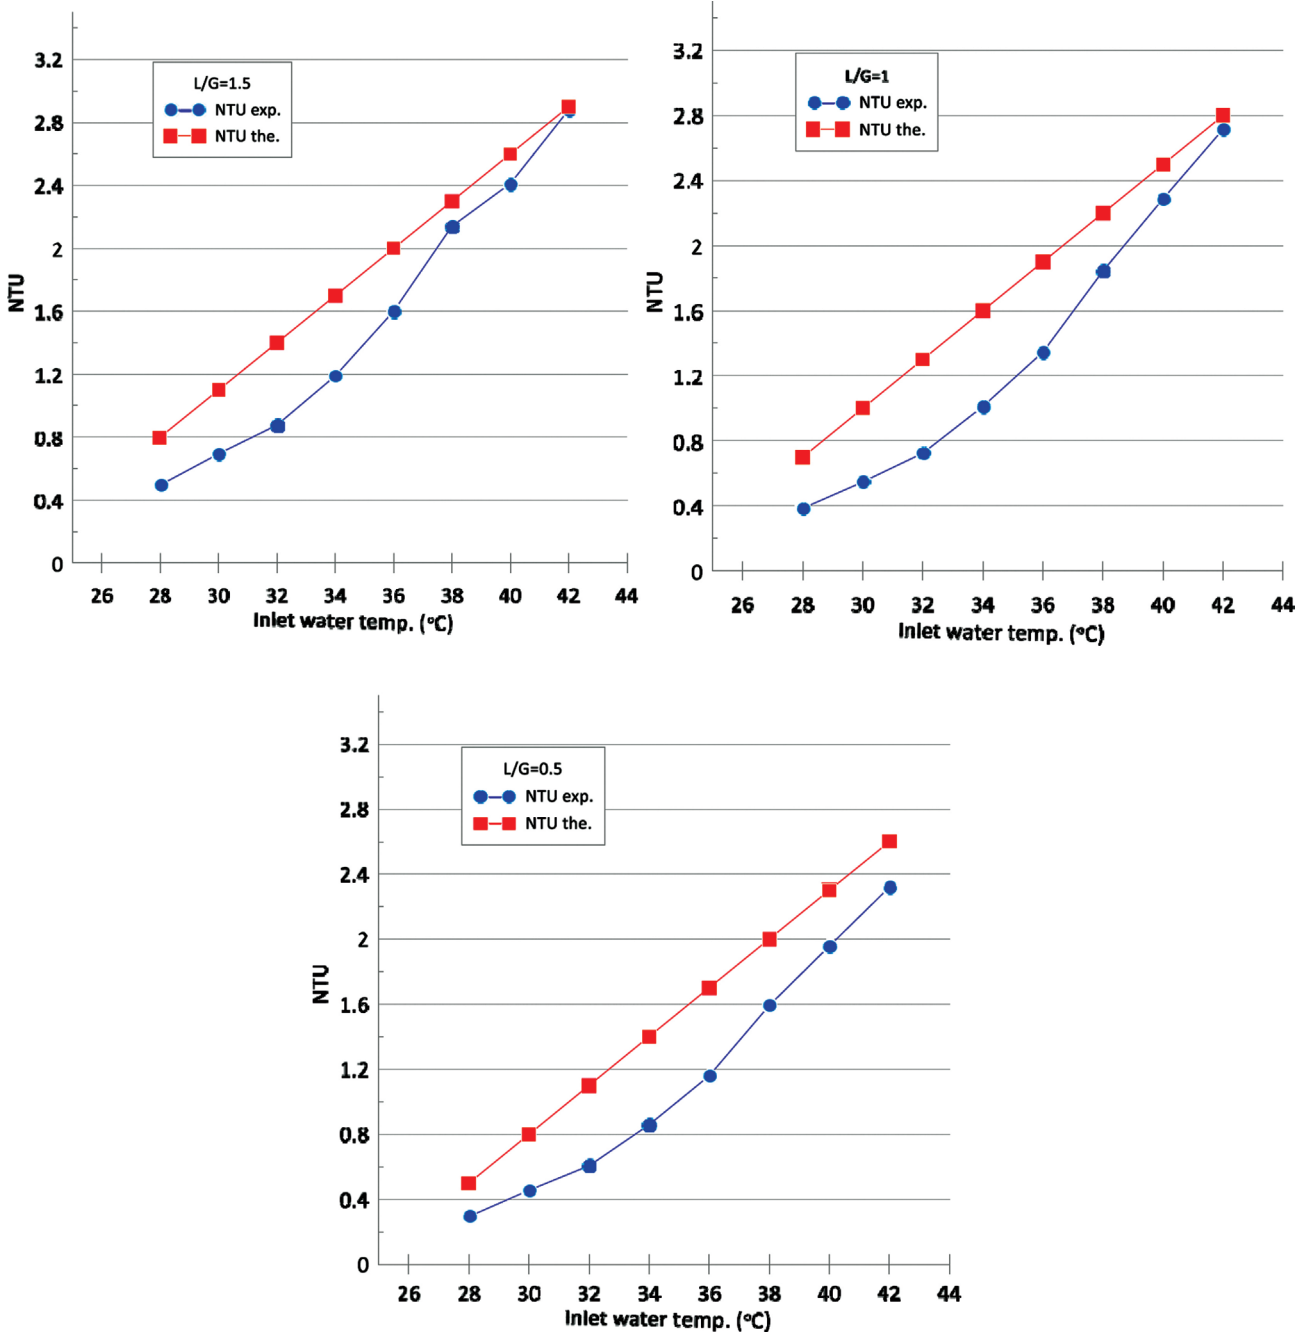 L/G=1.5
NTU exp.
NTU the.
3.2
2.8
2.4
2
1.6
1.2
0.8
0.4
0
NTU
26 28 30 32 34 36 38 40 42 44
Inlet water temp. (°C)
L/G=1
NTU exp.
NTU the.
3.2
2.8
2.4
2
1.6
1.2
0.8
0.4
0
NTU
26 28 30 32 34 36 38 40 42 44
Inlet water temp. (°C)
L/G=0.5
NTU exp.
NTU the.
3.2
2.8
2.4
2
1.6
1.2
0.8
0.4
0
NTU
26 28 30 32 34 36 38 40 42 44
Inlet water temp. (°C)